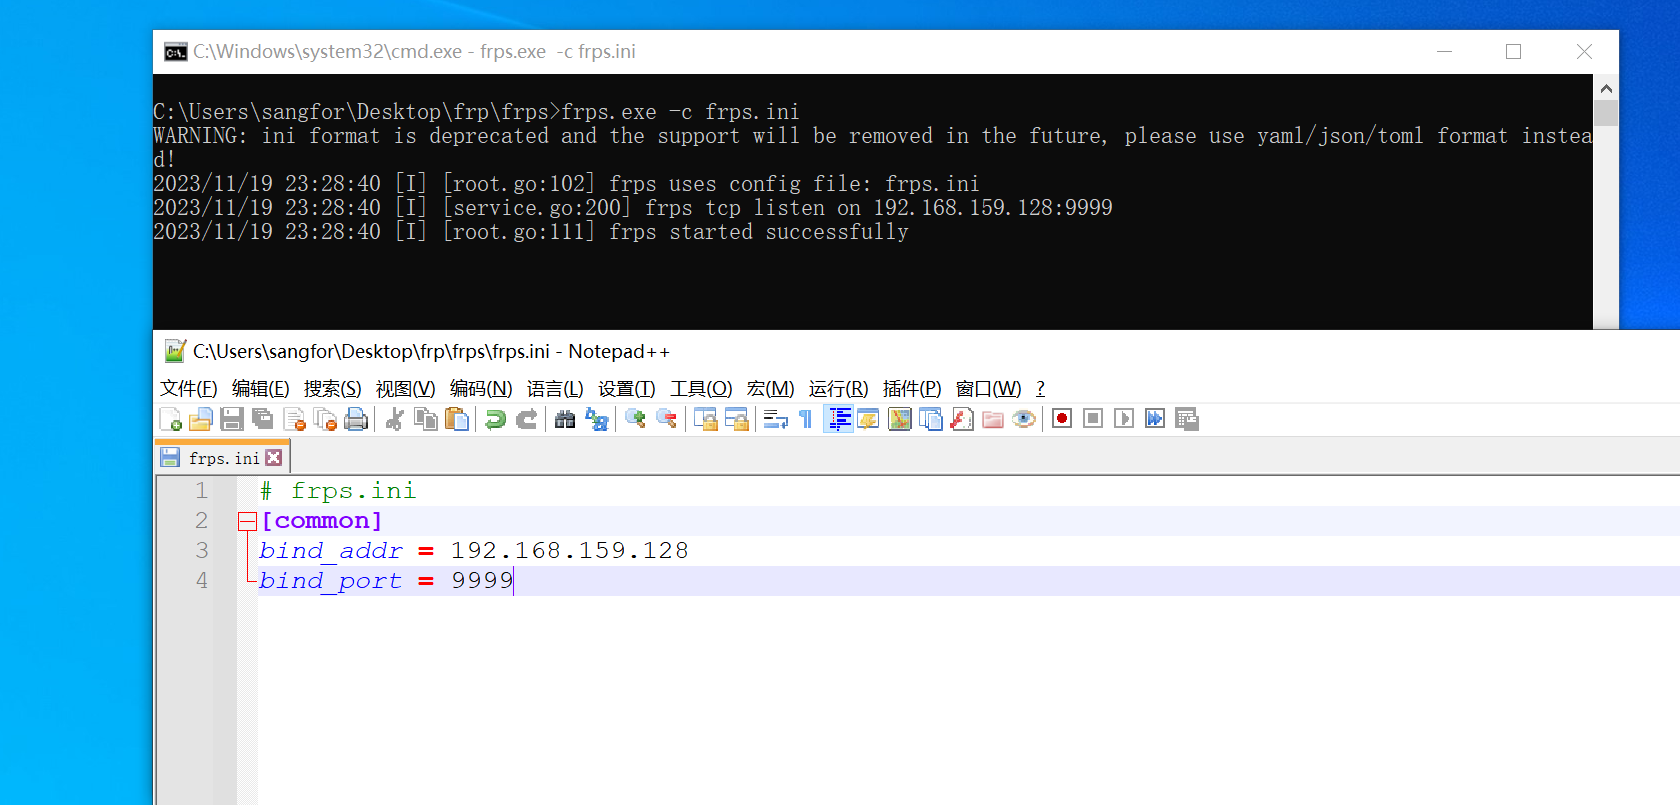 C:\Windows\system32\cmd.exe - frps.exe  -c frps.ini
C:\Users\sangfor\Desktop\frp\frps>frps.exe -c frps.ini
WARNING: ini format is deprecated and the support will be removed in the future, please use yaml/json/toml format instea
d!
2023/11/19 23:28:40 [I] [root.go:102] frps uses config file: frps.ini
2023/11/19 23:28:40 [I] [service.go:200] frps tcp listen on 192.168.159.128:9999
2023/11/19 23:28:40 [I] [root.go:111] frps started successfully
C:\Users\sangfor\Desktop\frp\frps\frps.ini - Notepad++
文件(F) 编辑(E) 搜索(S) 视图(V) 编码(N) 语言(L) 设置(T) 工具(O) 宏(M) 运行(R) 插件(P) 窗口(W) ?
frps.ini
1 # frps.ini
2 [common]
3 bind_addr = 192.168.159.128
4 bind_port = 9999